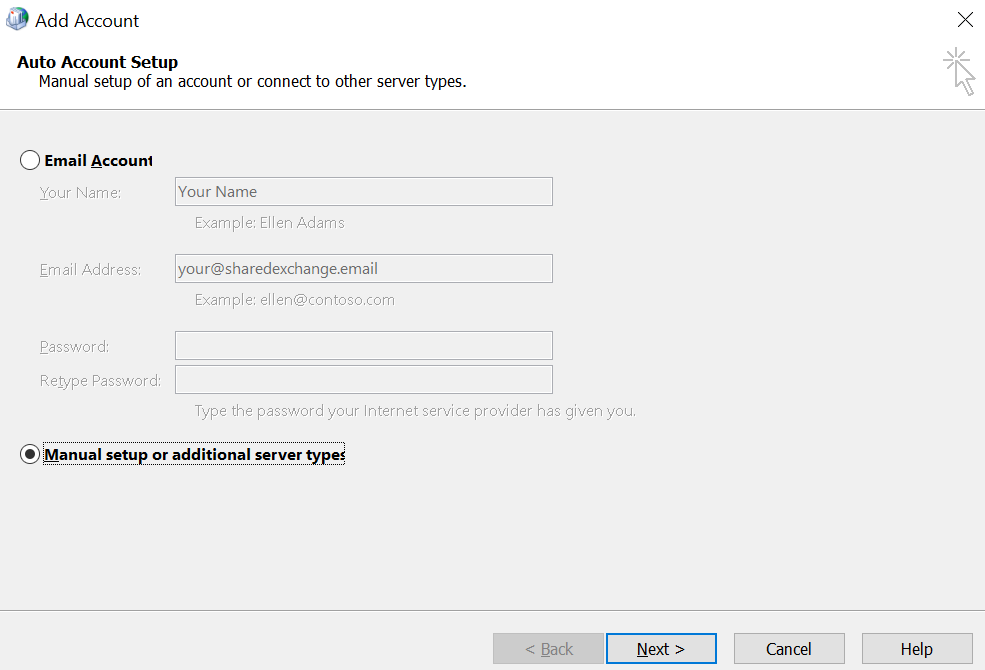 Add Account
Auto Account Setup
Manual setup of an account or connect to other server types.
Email Account
Your Name: Your Name
Example: Ellen Adams
Email Address: your@sharedexchange.email
Example: ellen@contoso.com
Password:
Retype Password:
Type the password your Internet service provider has given you.
Manual setup or additional server types
< Back Next > Cancel Help